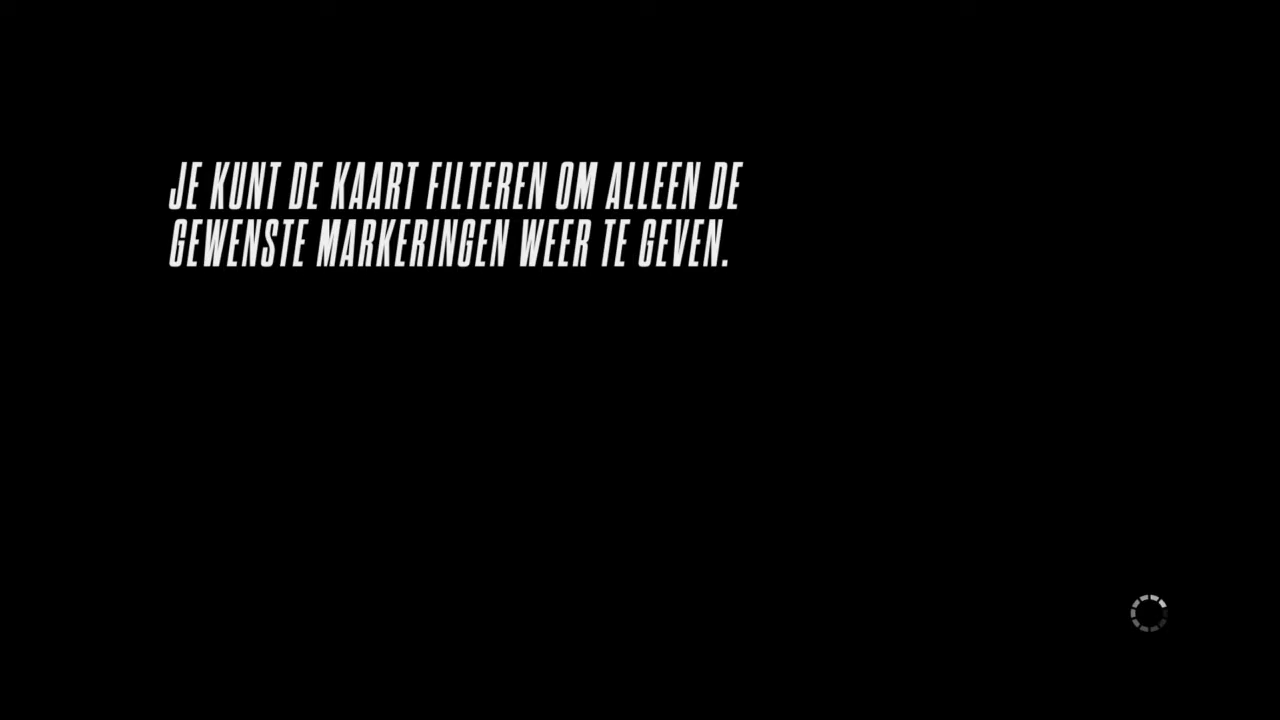 JE KUNT DE KAART FILTEREN OM ALLEEN DE
GEWENSTE MARKERINGEN WEER TE GEVEN.